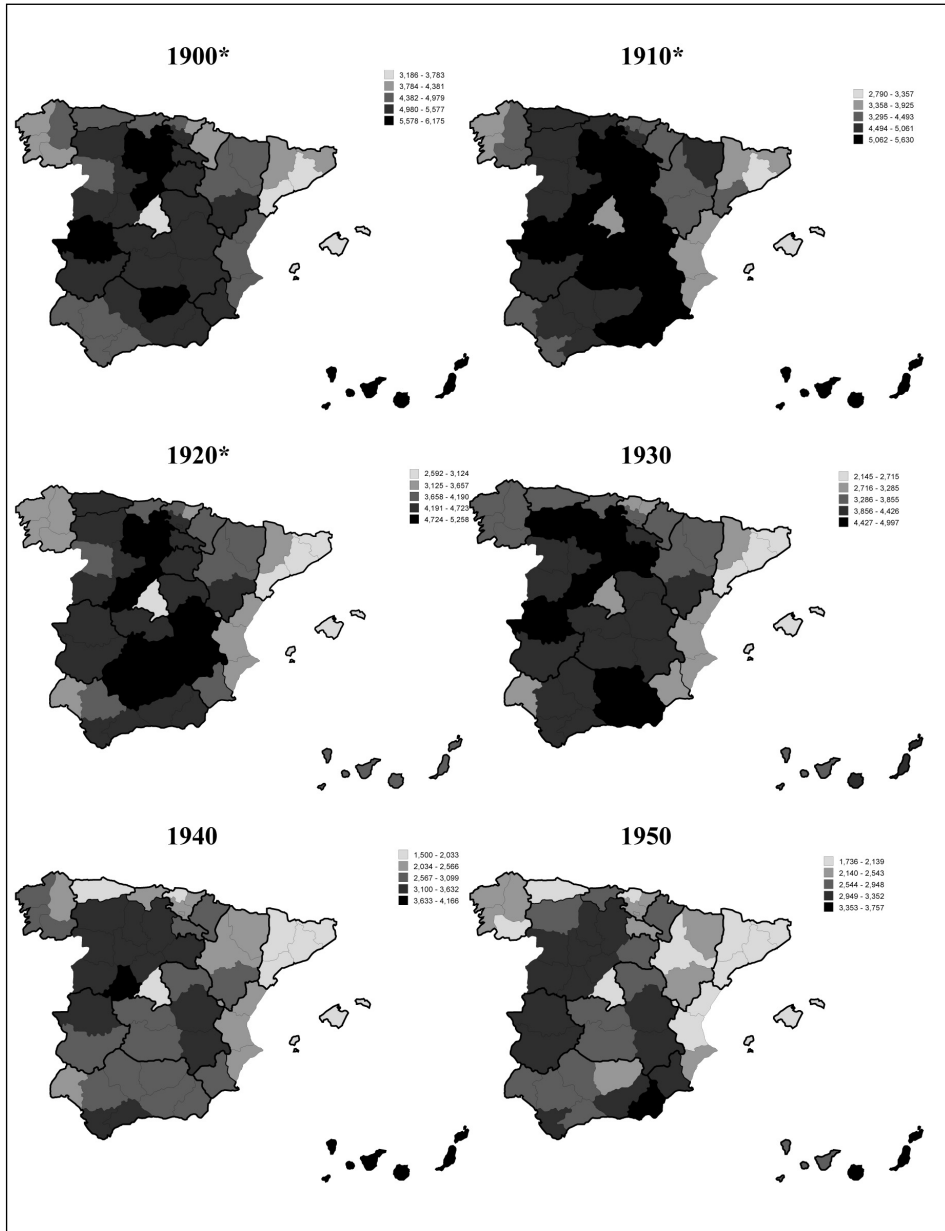 1900*
3,186 - 3,783
3,784 - 4,381
4,382 - 4,979
4,980 - 5,577
5,578 - 6,175
1910*
2,790 - 3,357
3,358 - 3,925
3,295 - 4,493
4,494 - 5,061
5,062 - 5,630
1920*
2,592 - 3,124
3,125 - 3,657
3,658 - 4,190
4,191 - 4,723
4,724 - 5,258
1930
2,145 - 2,715
2,716 - 3,285
3,286 - 3,855
3,856 - 4,426
4,427 - 4,997
1940
1,500 - 2,033
2,034 - 2,566
2,567 - 3,099
3,100 - 3,632
3,633 - 4,166
1950
1,736 - 2,139
2,140 - 2,543
2,544 - 2,948
2,949 - 3,352
3,353 - 3,757